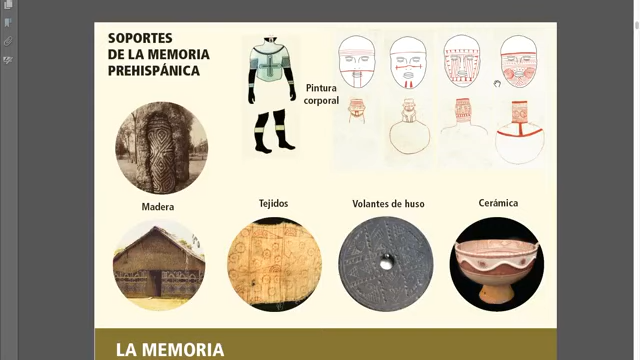 SOPORTES
DE LA MEMORIA
PREHISPÁNICA
Pintura
corporal
Madera
Tejidos
Volantes de huso
Cerámica
LA MEMORIA